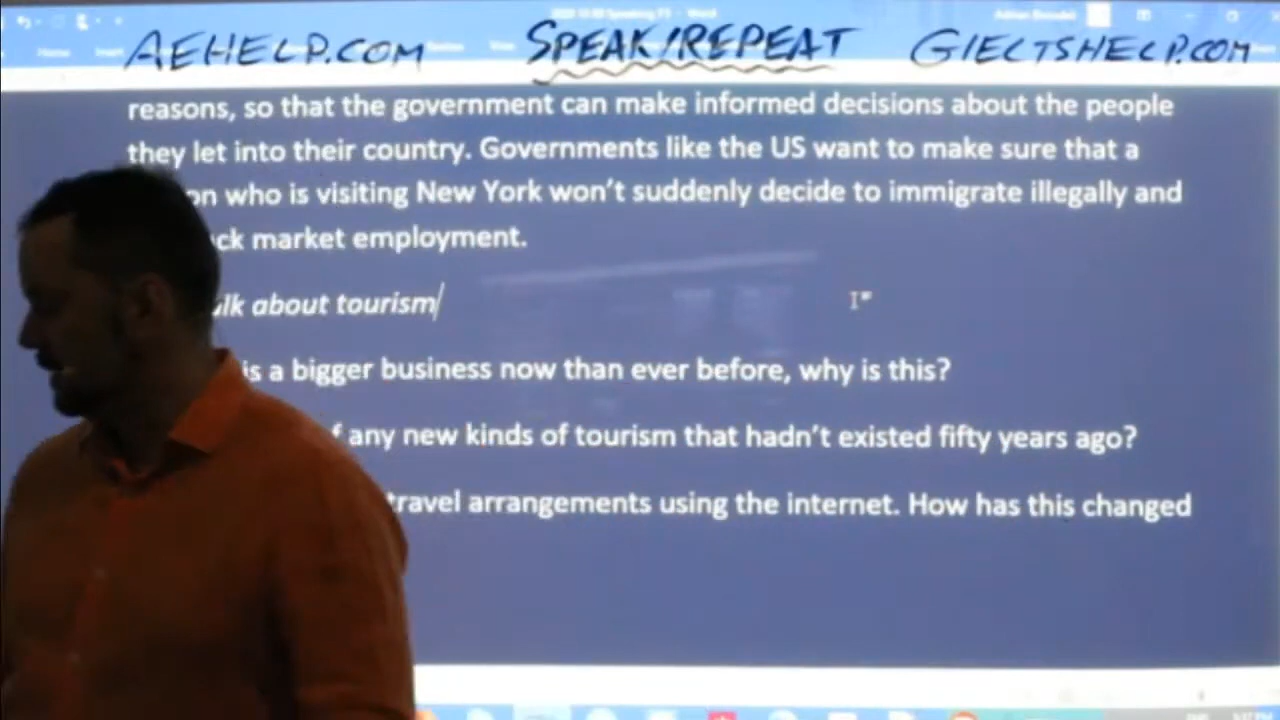 AEHELP.COM SPEAK/REPEAT GIELTSHELP.COM
reasons, so that the government can make informed decisions about the people
they let into their country. Governments like the US want to make sure that a
on who is visiting New York won't suddenly decide to immigrate illegally and
ck market employment.
lk about tourism
is a bigger business now than ever before, why is this?
f any new kinds of tourism that hadn't existed fifty years ago?
travel arrangements using the internet. How has this changed